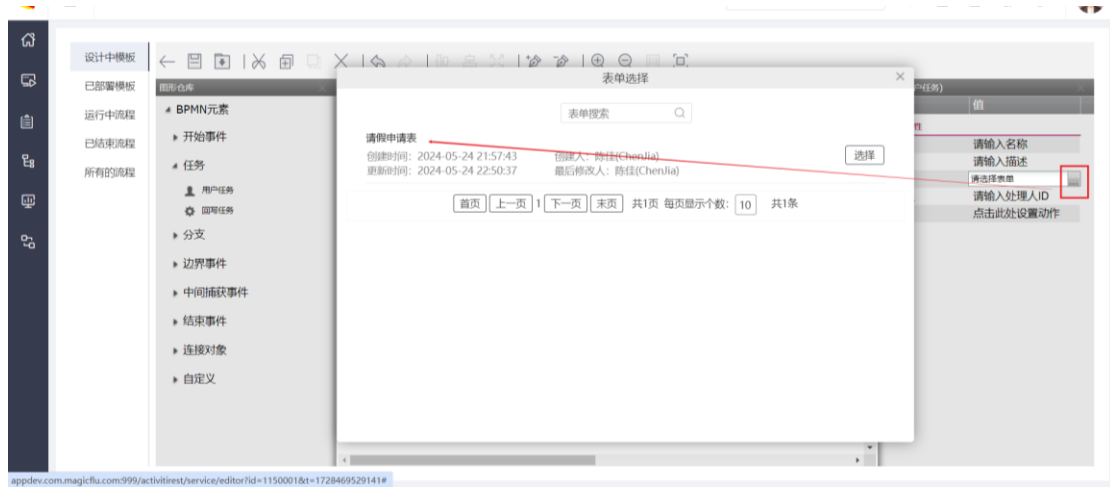 设计中模板
已部署模板
运行中流程
已结束流程
所有的流程
图形仓库
BPMN元素
开始事件
任务
用户任务
回写任务
分支
边界事件
中间捕获事件
结束事件
连接对象
自定义
表单选择
表单搜索
请假申请表
创建时间：2024-05-24 21:57:43 创建人：陈佳(ChenJia)
更新时间：2024-05-24 22:50:37 最后修改人：陈佳(ChenJia)
选择
首页 上一页 1 下一页 末页 共1页 每页显示个数： 10 共1条
户任务)
值
性
请输入名称
请输入描述
请选择表单 ...
请输入处理人ID
点击此处设置动作
appdev.com.magicflu.com:999/activitirest/service/editor?id=1150001&t=1728469529141#